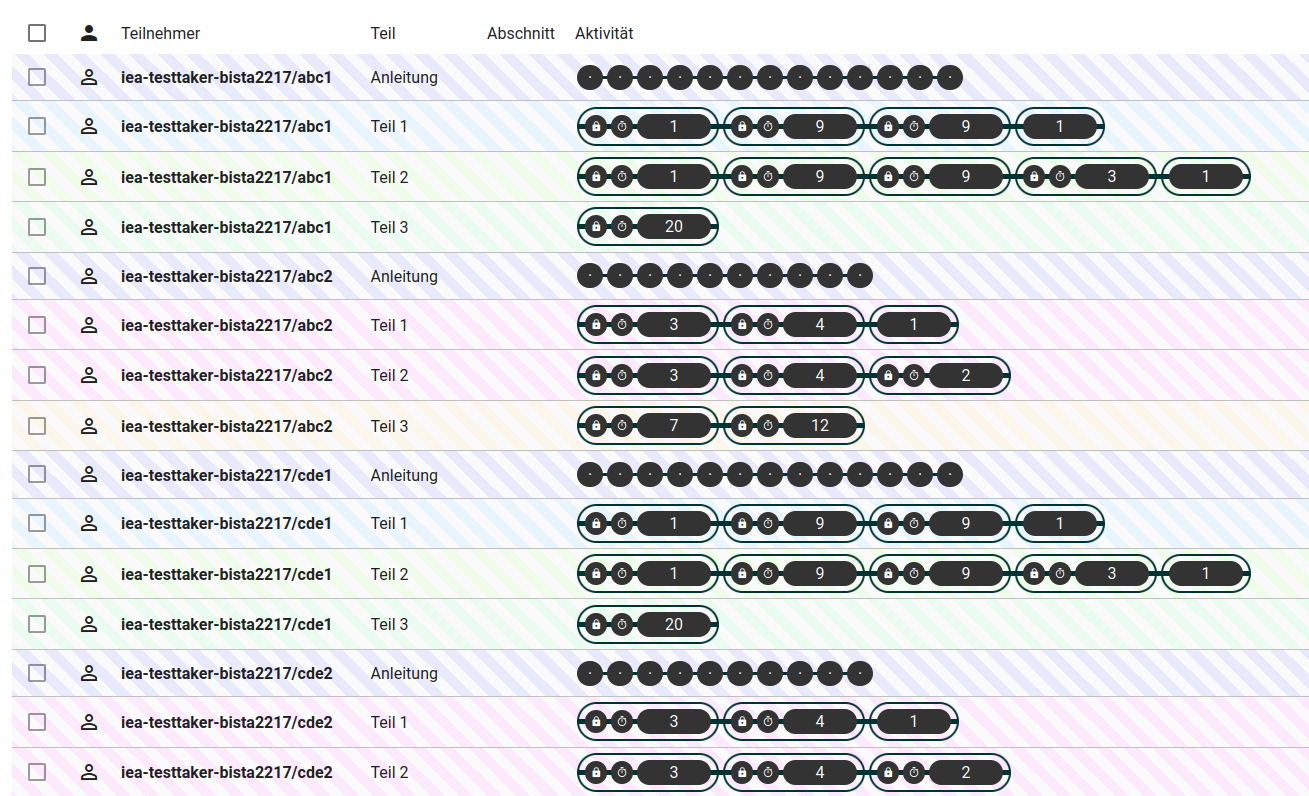 Teilnehmer Teil Abschnitt Aktivität
iea-testtaker-bista2217/abc1 Anleitung
iea-testtaker-bista2217/abc1 Teil 1 1 9 9 1
iea-testtaker-bista2217/abc1 Teil 2 1 9 9 3 1
iea-testtaker-bista2217/abc1 Teil 3 20
iea-testtaker-bista2217/abc2 Anleitung
iea-testtaker-bista2217/abc2 Teil 1 3 4 1
iea-testtaker-bista2217/abc2 Teil 2 3 4 2
iea-testtaker-bista2217/abc2 Teil 3 7 12
iea-testtaker-bista2217/cde1 Anleitung
iea-testtaker-bista2217/cde1 Teil 1 1 9 9 1
iea-testtaker-bista2217/cde1 Teil 2 1 9 9 3 1
iea-testtaker-bista2217/cde1 Teil 3 20
iea-testtaker-bista2217/cde2 Anleitung
iea-testtaker-bista2217/cde2 Teil 1 3 4 1
iea-testtaker-bista2217/cde2 Teil 2 3 4 2